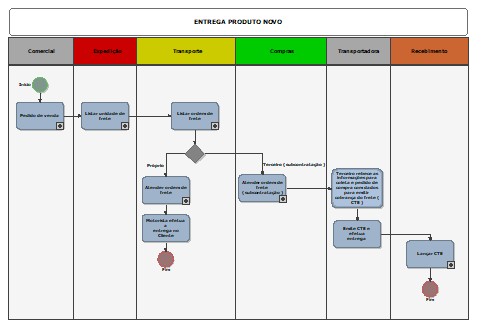 ENTREGA PRODUTO NOVO
Comercial
Expedição
Transporte
Compras
Transportadora
Recebimento
Início
Pedido de venda
Listar unidade de
frete
Listar ordem de
frete
Próprio
Terceiro ( subcontratação )
Atender ordem de
frete
Atender ordem de
frete
( subcontratação )
Terceiro retorna as
informações para
coleta e pedido de
compra com dados
para emitir
cobrança do frete (
CTE )
Motorista efetua
a
entrega no
Cliente
Emite CTE e
efetua
entrega
Lançar CTE
Fim
Fim